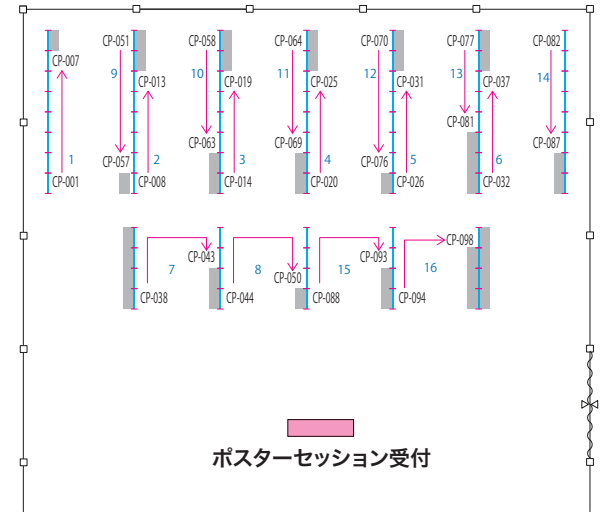 CP-051 CP-058 CP-064 CP-070 CP-077 CP-082
CP-007
9 CP-013 10 CP-019 11 CP-025 12 CP-031 13 CP-037 14
CP-081
CP-063 CP-069 CP-087
1 CP-057 2 3 4 CP-076 5 6
CP-001 CP-008 CP-014 CP-020 CP-026 CP-032
CP-098
CP-043 CP-093
7 8 CP-050 15 16
CP-038 CP-044 CP-088 CP-094
ポスターセッション受付